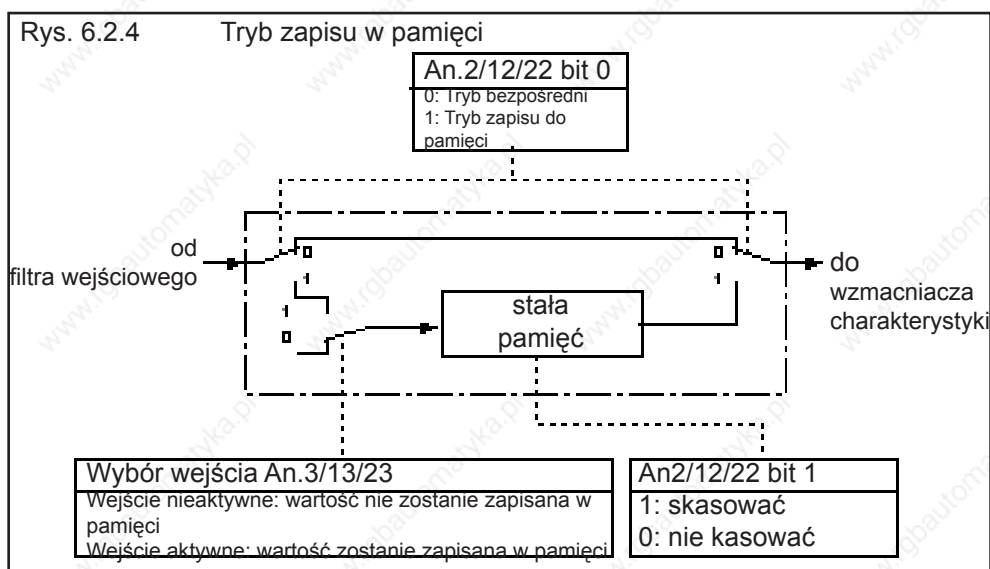 Rys. 6.2.4 Tryb zapisu w pamięci
An.2/12/22 bit 0
0: Tryb bezpośredni
1: Tryb zapisu do
pamięci
od
filtra wejściowego
0
1
1
0
stała
pamięć
0
1
do
wzmacniacza
charakterystyki
Wybór wejścia An.3/13/23
Wejście nieaktywne: wartość nie zostanie zapisana w
pamięci
Wejście aktywne: wartość zostanie zapisana w pamięci
An2/12/22 bit 1
1: skasować
0: nie kasować
www.rgbautomatyka.pl